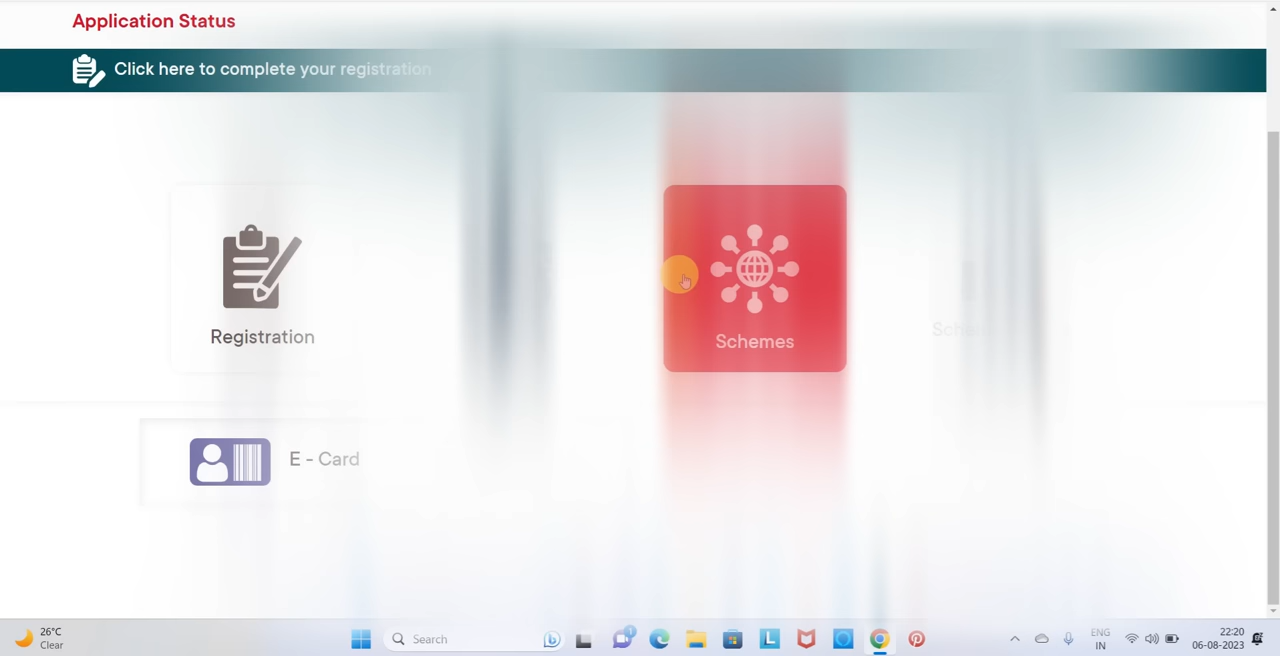 Application Status
Click here to complete your registration
Registration
Schemes
E - Card
26°C
Clear
Search
1
L
ENG
IN
22:20
06-08-2023